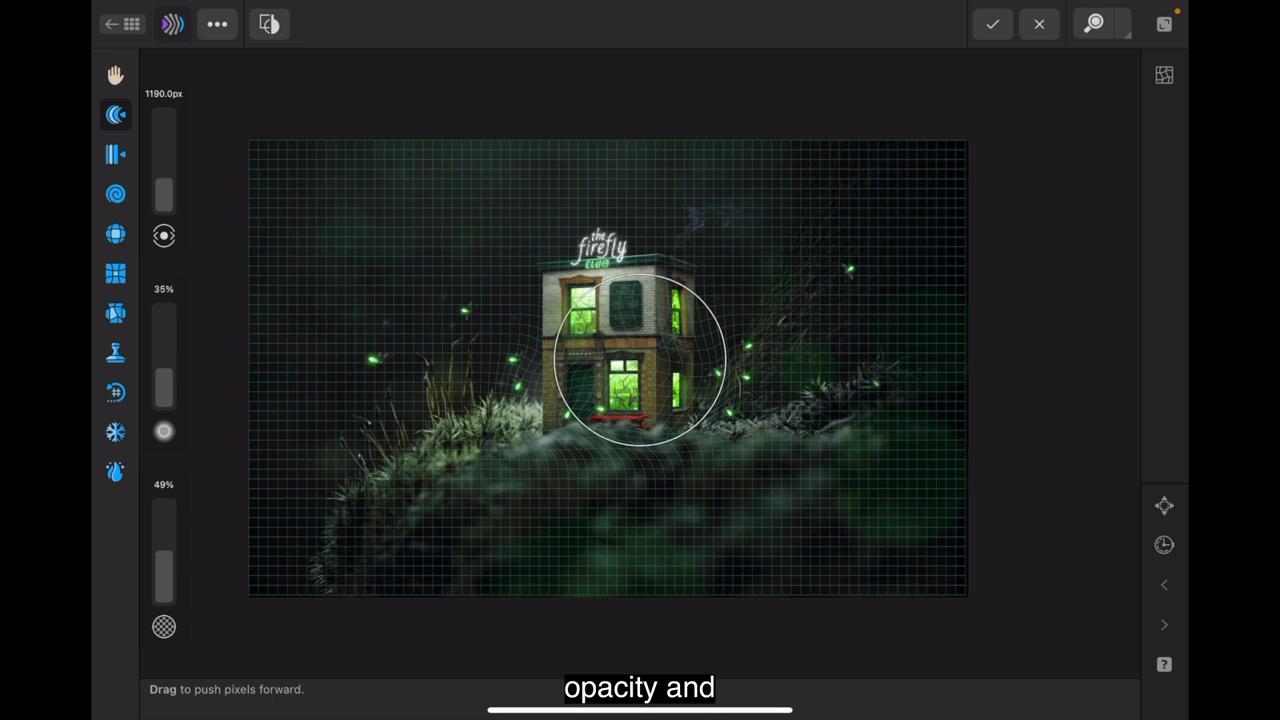 1190.0px
35%
the
firefly
CLUB
49%
Drag to push pixels forward.
opacity and
?